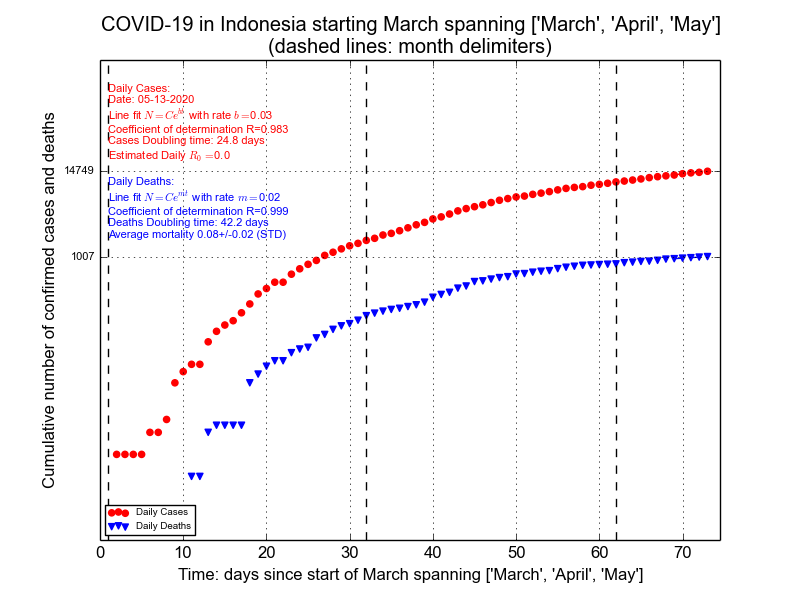 COVID-19 in Indonesia starting March spanning ['March', 'April', 'May']
(dashed lines: month delimiters)
Daily Cases:
Date: 05-13-2020
Line fit N=Ce^{bt} with rate b=0.03
Coefficient of determination R=0.983
Cases Doubling time: 24.8 days
Estimated Daily R_0=0.0
Daily Deaths:
Line fit N=Ce^{mt} with rate m=0.02
Coefficient of determination R=0.999
Deaths Doubling time: 42.2 days
Average mortality 0.08+/-0.02 (STD)
14749
1007
Cumulative number of confirmed cases and deaths
Daily Cases
Daily Deaths
0 10 20 30 40 50 60 70
Time: days since start of March spanning ['March', 'April', 'May']